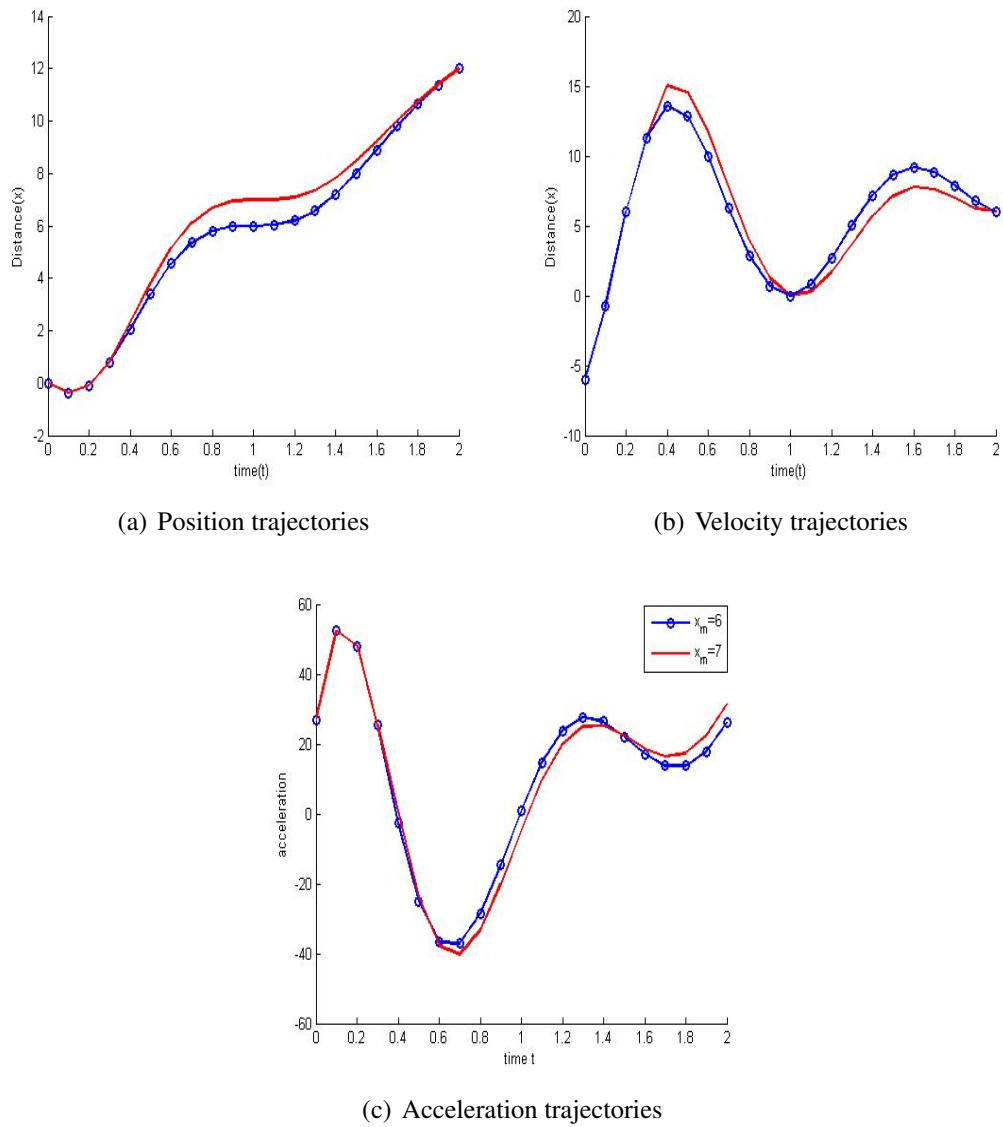 14
12
10
8
6
4
2
0
-2
Distance(x)
0 0.2 0.4 0.6 0.8 1 1.2 1.4 1.6 1.8 2
time(t)
(a) Position trajectories
20
15
10
5
0
-5
-10
Distance(x)
0 0.2 0.4 0.6 0.8 1 1.2 1.4 1.6 1.8 2
time(t)
(b) Velocity trajectories
60
40
20
0
-20
-40
-60
acceleration
x_m=6
x_m=7
0 0.2 0.4 0.6 0.8 1 1.2 1.4 1.6 1.8 2
time t
(c) Acceleration trajectories